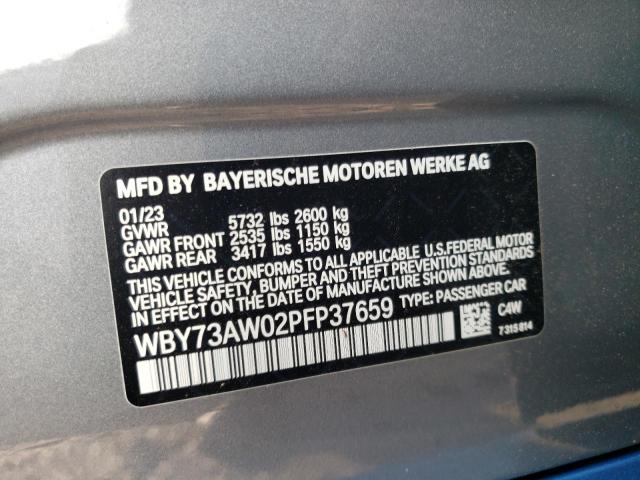 MFD BY BAYERISCHE MOTOREN WERKE AG
01/23
GVWR 5732 lbs 2600 kg
GAWR FRONT 2535 lbs 1150 kg
GAWR REAR 3417 lbs 1550 kg
THIS VEHICLE CONFORMS TO ALL APPLICABLE U.S.FEDERAL MOTOR
VEHICLE SAFETY, BUMPER AND THEFT PREVENTION STANDARDS
IN EFFECT ON THE DATE OF MANUFACTURE SHOWN ABOVE.
WBY73AW02PFP37659 TYPE: PASSENGER CAR
C4W
7315814